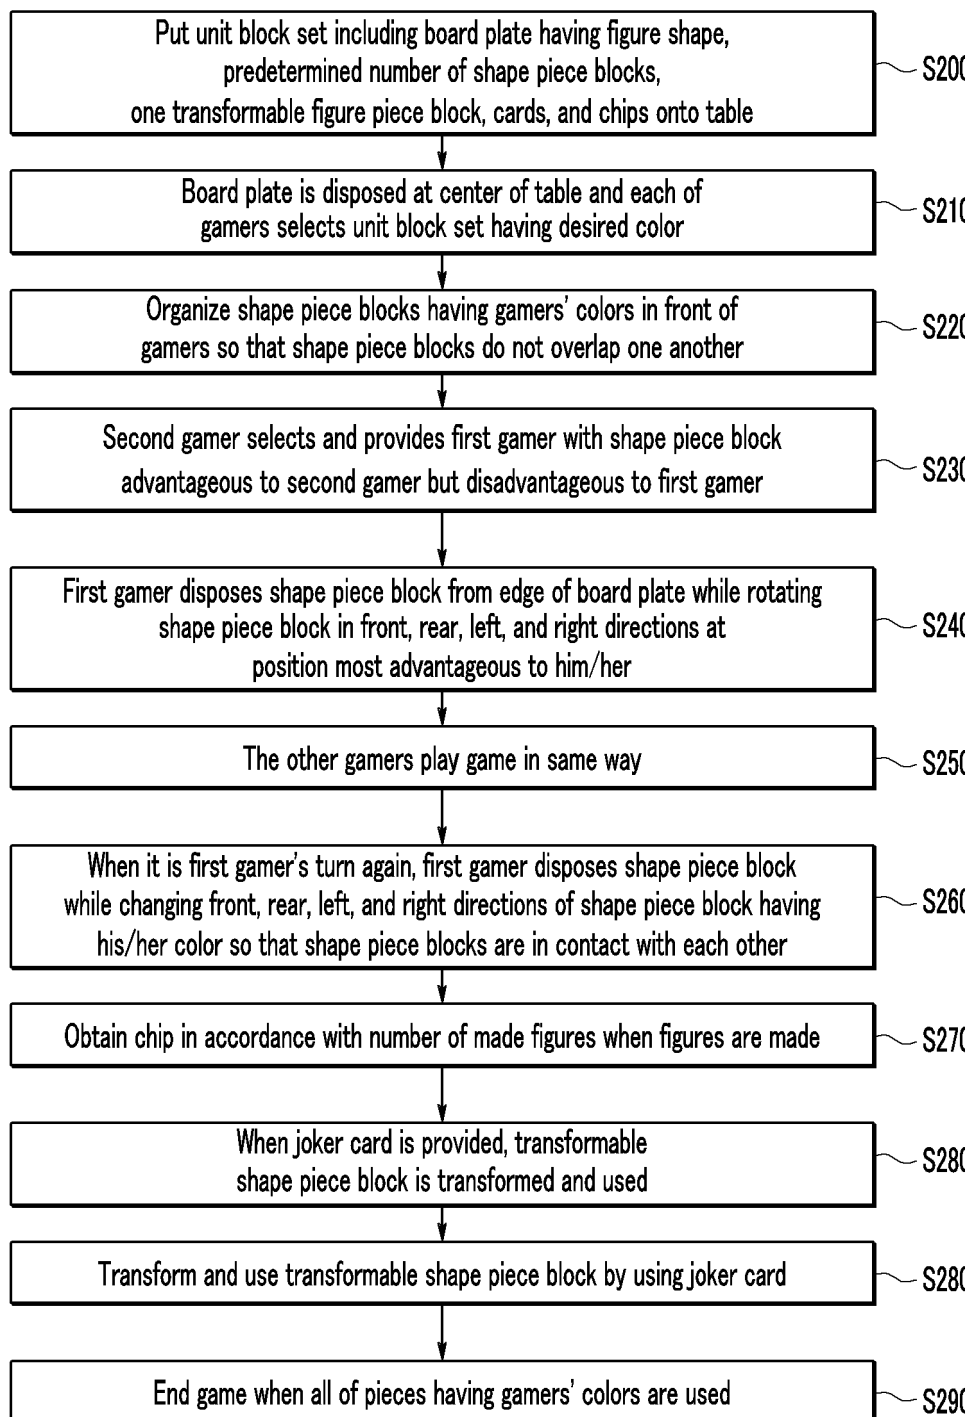 Put unit block set including board plate having figure shape,
predetermined number of shape piece blocks,
one transformable figure piece block, cards, and chips onto table
S200
Board plate is disposed at center of table and each of
gamers selects unit block set having desired color
S210
Organize shape piece blocks having gamers' colors in front of
gamers so that shape piece blocks do not overlap one another
S220
Second gamer selects and provides first gamer with shape piece block
advantageous to second gamer but disadvantageous to first gamer
S230
First gamer disposes shape piece block from edge of board plate while rotating
shape piece block in front, rear, left, and right directions at
position most advantageous to him/her
S240
The other gamers play game in same way
S250
When it is first gamer's turn again, first gamer disposes shape piece block
while changing front, rear, left, and right directions of shape piece block having
his/her color so that shape piece blocks are in contact with each other
S260
Obtain chip in accordance with number of made figures when figures are made
S270
When joker card is provided, transformable
shape piece block is transformed and used
S280
Transform and use transformable shape piece block by using joker card
S280
End game when all of pieces having gamers' colors are used
S290